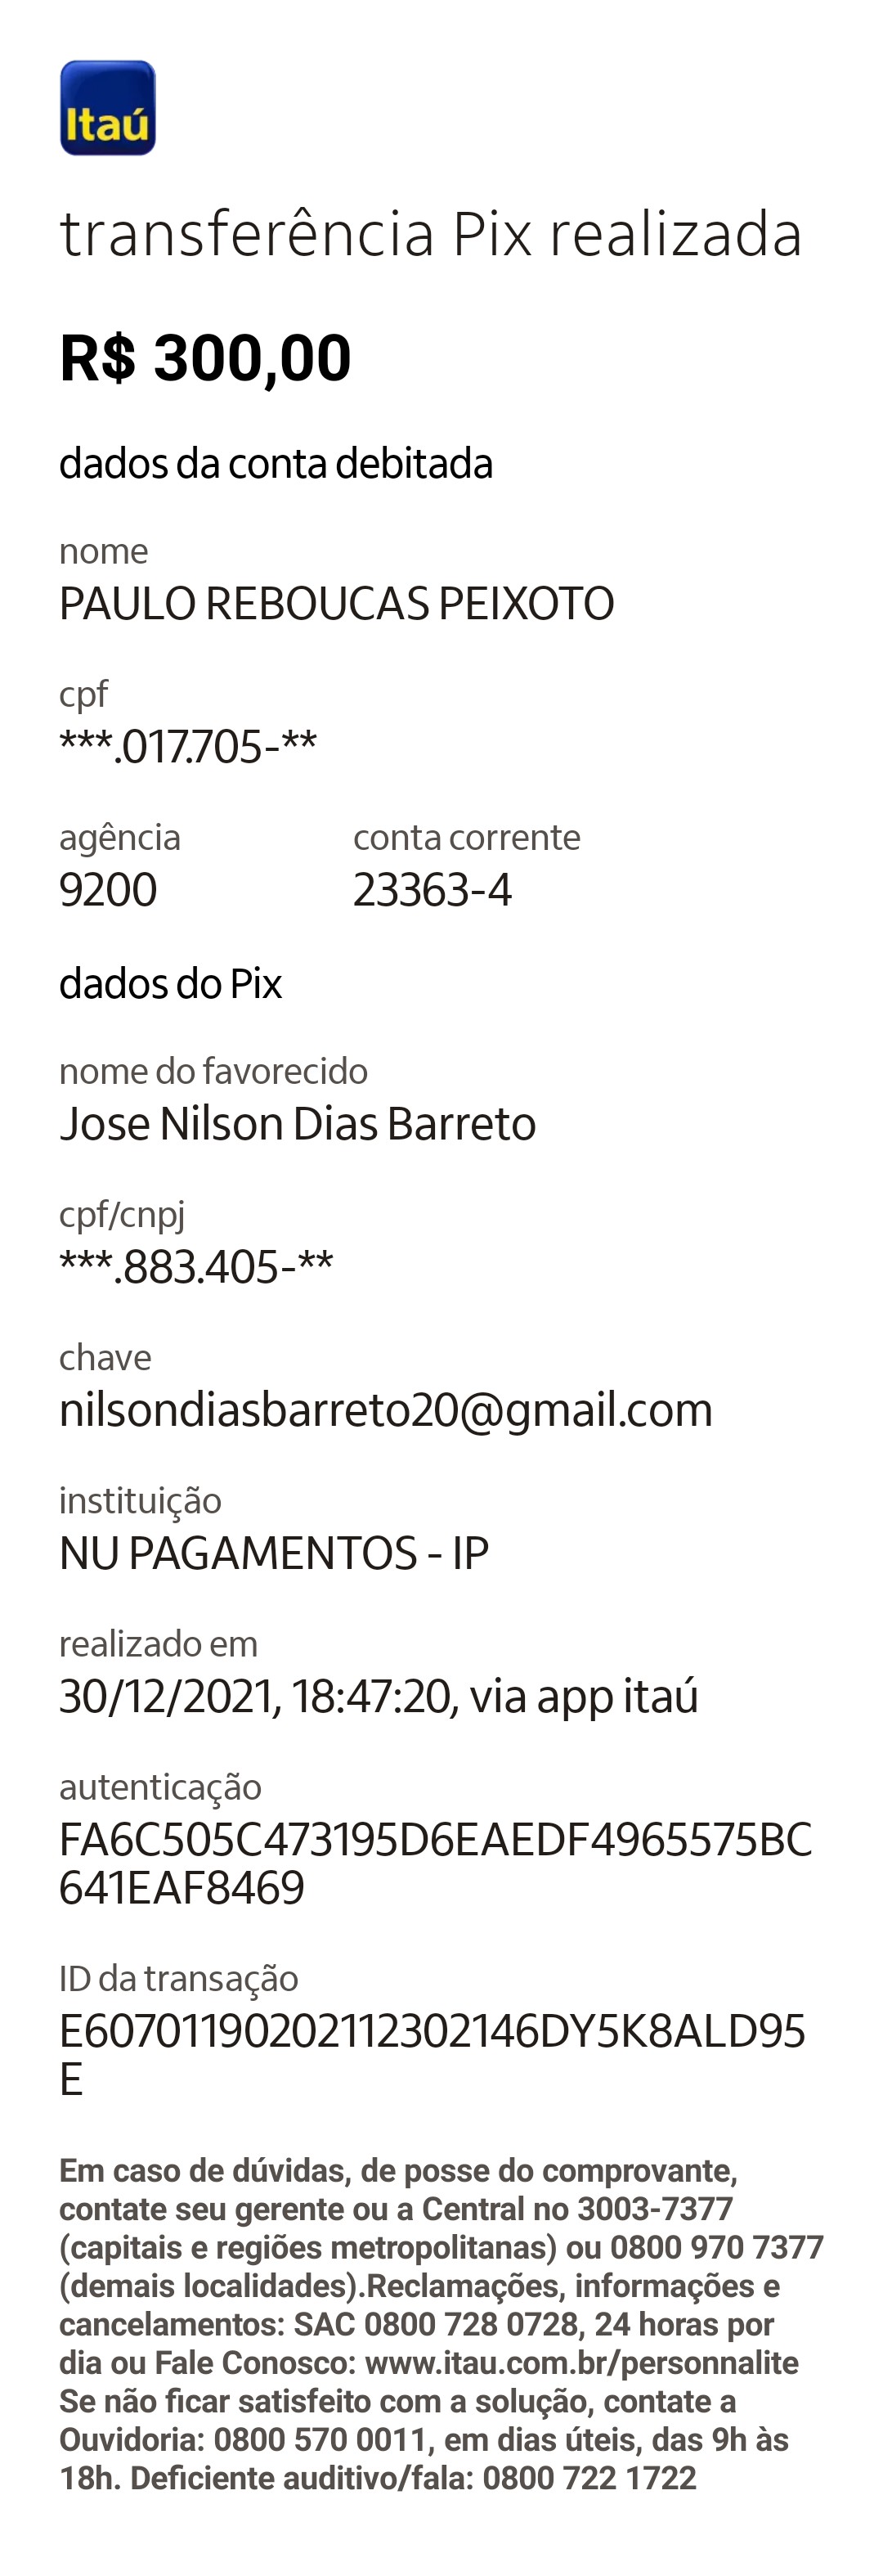 Itaú
transferência Pix realizada
R$ 300,00
dados da conta debitada
nome
PAULO REBOUCAS PEIXOTO
cpf
***.017.705-**
agência conta corrente
9200 23363-4
dados do Pix
nome do favorecido
Jose Nilson Dias Barreto
cpf/cnpj
***.883.405-**
chave
nilsondiasbarreto20@gmail.com
instituição
NU PAGAMENTOS - IP
realizado em
30/12/2021, 18:47:20, via app itaú
autenticação
FA6C505C473195D6EAEDF4965575BC
641EAF8469
ID da transação
E60701190202112302146DY5K8ALD95
E
Em caso de dúvidas, de posse do comprovante,
contate seu gerente ou a Central no 3003-7377
(capitais e regiões metropolitanas) ou 0800 970 7377
(demais localidades).Reclamações, informações e
cancelamentos: SAC 0800 728 0728, 24 horas por
dia ou Fale Conosco: www.itau.com.br/personnalite
Se não ficar satisfeito com a solução, contate a
Ouvidoria: 0800 570 0011, em dias úteis, das 9h às
18h. Deficiente auditivo/fala: 0800 722 1722